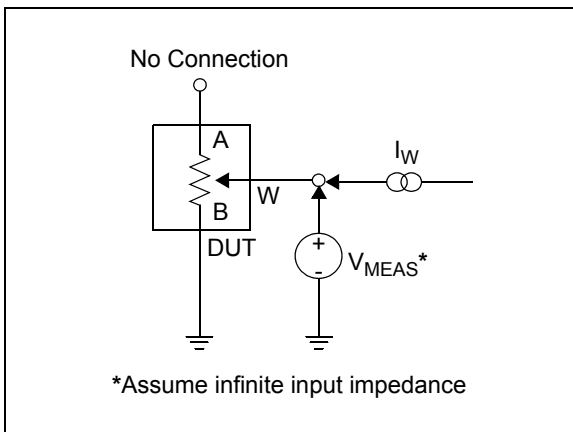 No Connection
A
I_W
W
B
+
DUT
V_MEAS*
-
*Assume infinite input impedance